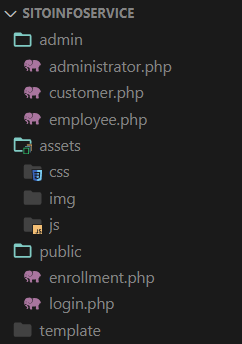 SITOINFOSERVICE
admin
administrator.php
customer.php
employee.php
assets
css
img
js
public
enrollment.php
login.php
template